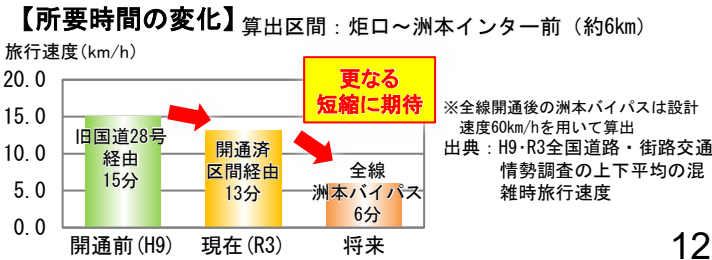 【所要時間の変化】算出区間：炬口～洲本インター前（約6km）
旅行速度(km/h)
20.0
15.0
10.0
5.0
0.0
更なる
短縮に期待
旧国道28号
経由
15分
開通済
区間経由
13分
全線
洲本バイパス
6分
開通前(H9)
現在(R3)
将来
※全線開通後の洲本バイパスは設計
速度60km/hを用いて算出
出典：H9･R3全国道路・街路交通
情勢調査の上下平均の混
雑時旅行速度
12